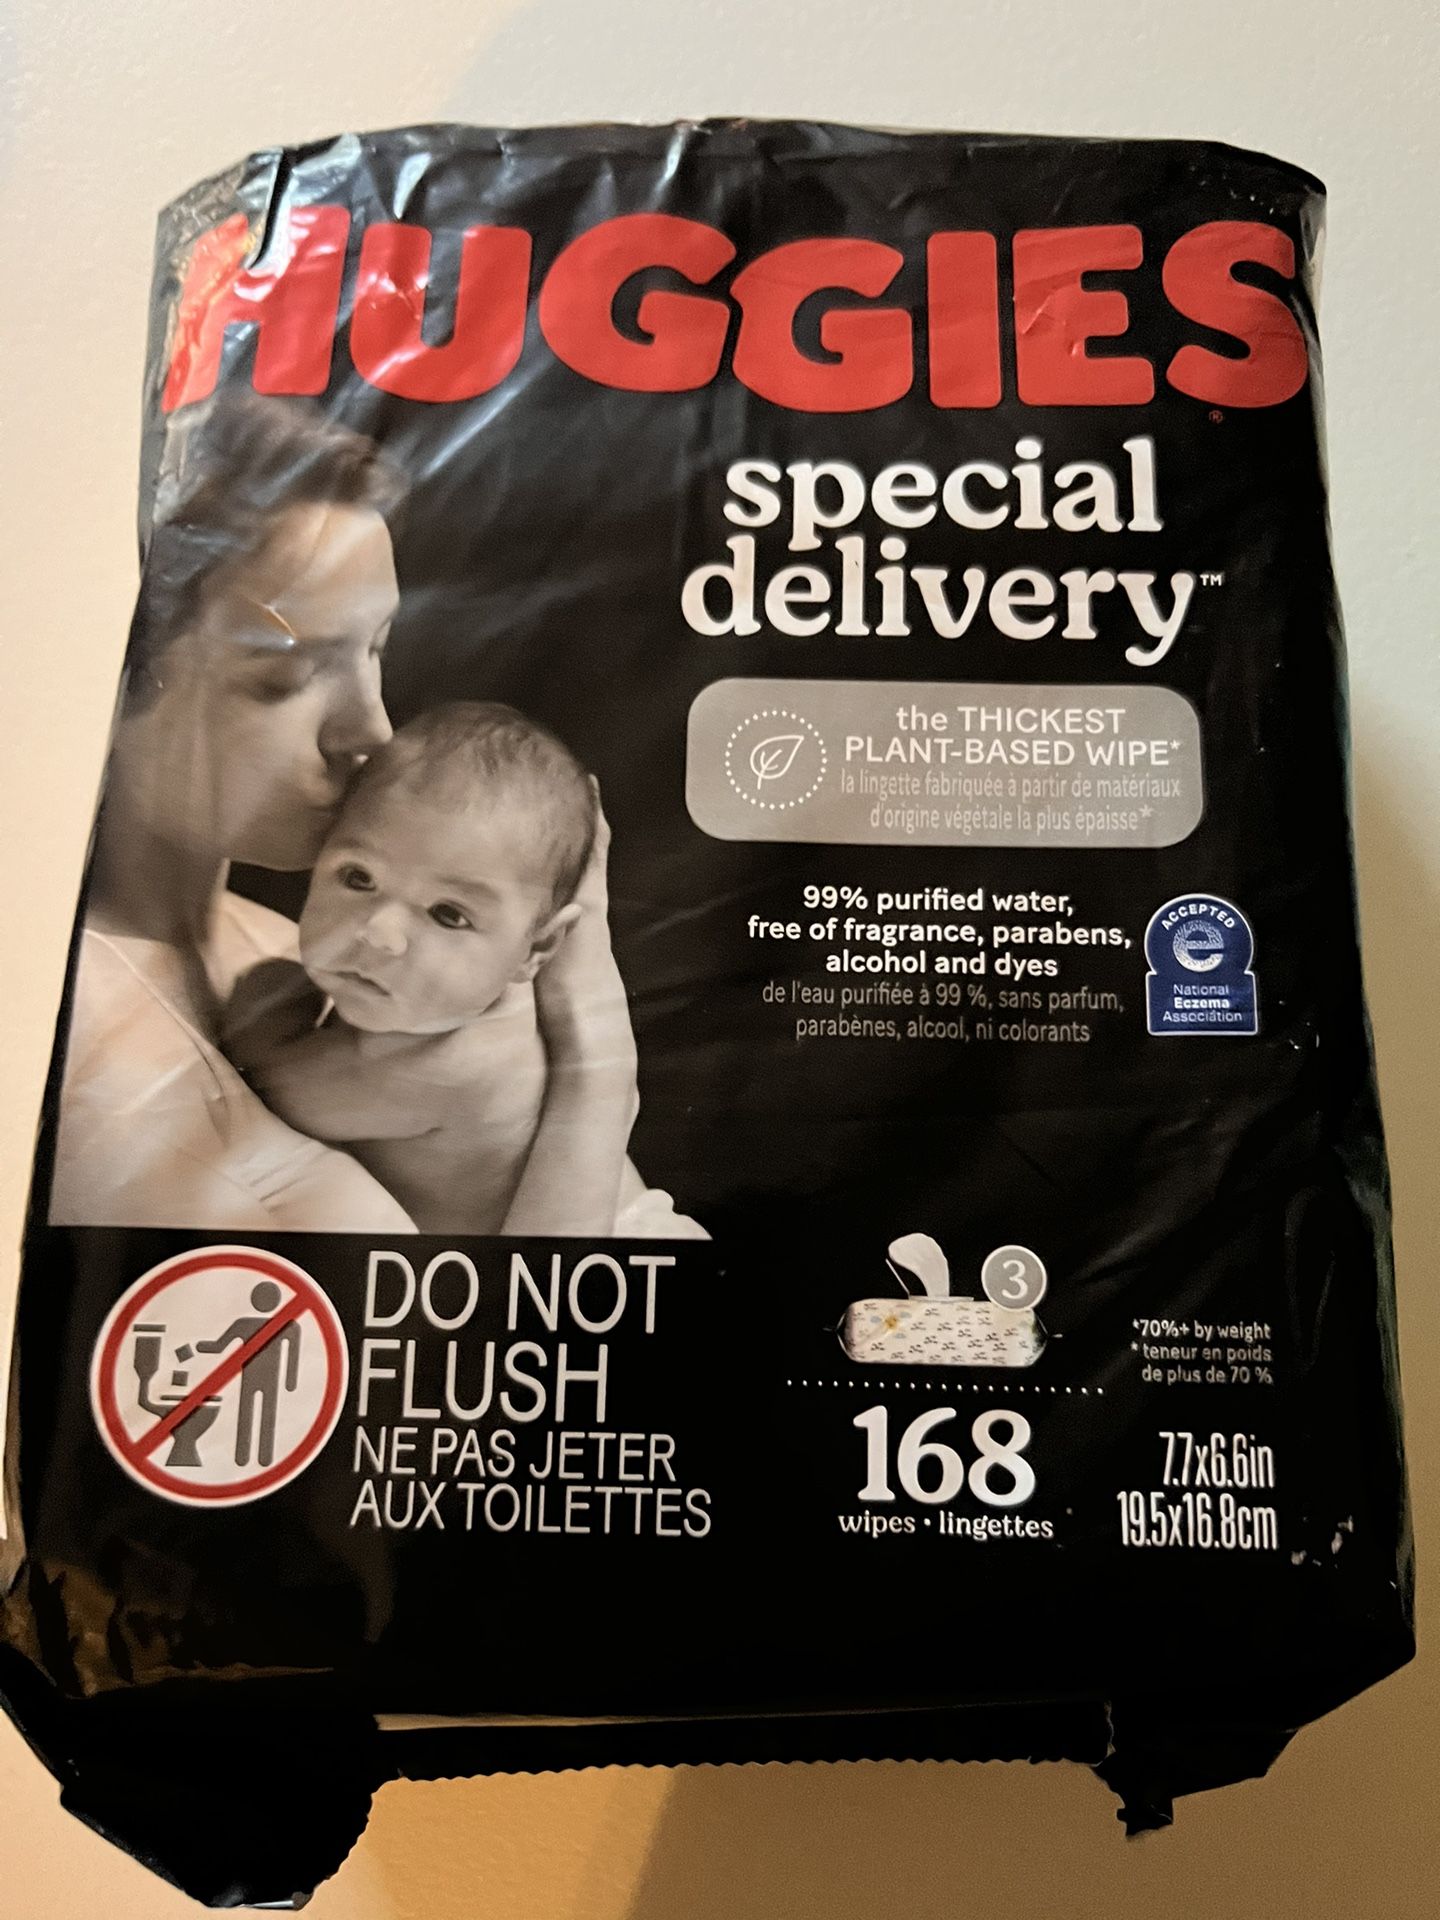 HUGGIES
®
special
delivery™
the THICKEST
PLANT-BASED WIPE*
la lingette fabriquée à partir de matériaux
d'origine végétale la plus épaisse*
99% purified water,
free of fragrance, parabens,
alcohol and dyes
de l'eau purifiée à 99 %, sans parfum,
parabènes, alcool, ni colorants
ACCEPTED
e
National
Eczema
Association
DO NOT
FLUSH
NE PAS JETER
AUX TOILETTES
3
168
wipes • lingettes
*70%+ by weight
*teneur en poids
de plus de 70 %
7.7x6.6in
19.5x16.8cm